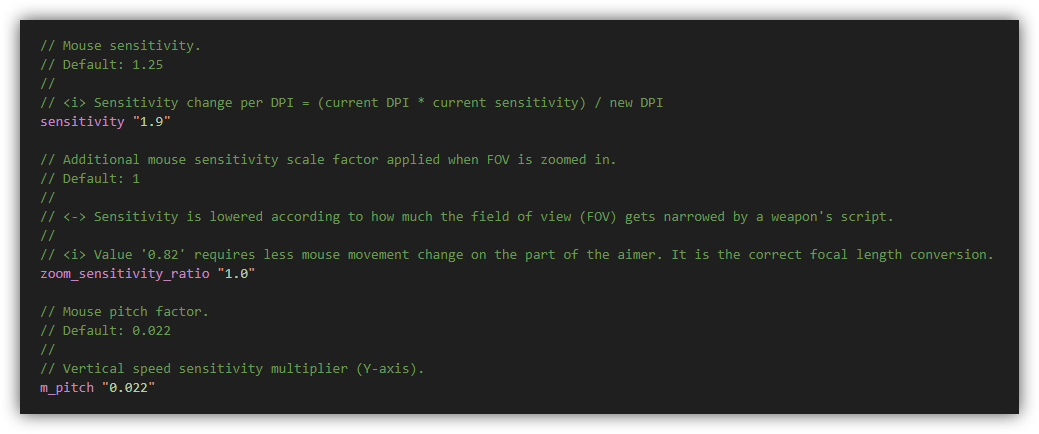 // Mouse sensitivity.
// Default: 1.25
//
// <i> Sensitivity change per DPI = (current DPI * current sensitivity) / new DPI
sensitivity "1.9"
// Additional mouse sensitivity scale factor applied when FOV is zoomed in.
// Default: 1
//
// <-> Sensitivity is lowered according to how much the field of view (FOV) gets narrowed by a weapon's script.
//
// <i> Value '0.82' requires less mouse movement change on the part of the aimer. It is the correct focal length conversion.
zoom_sensitivity_ratio "1.0"
// Mouse pitch factor.
// Default: 0.022
//
// Vertical speed sensitivity multiplier (Y-axis).
m_pitch "0.022"